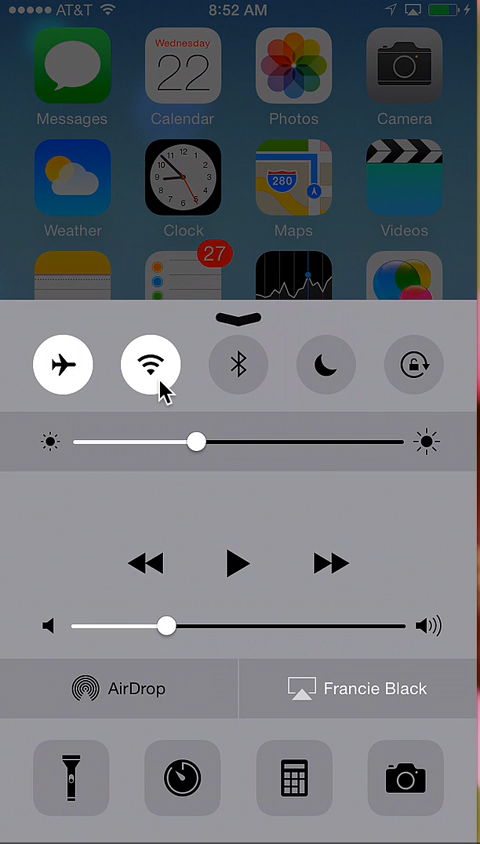 AT&T 8:52 AM
Wednesday
22
Messages Calendar Photos Camera
280
Weather Clock Maps Videos
27
AirDrop Francie Black